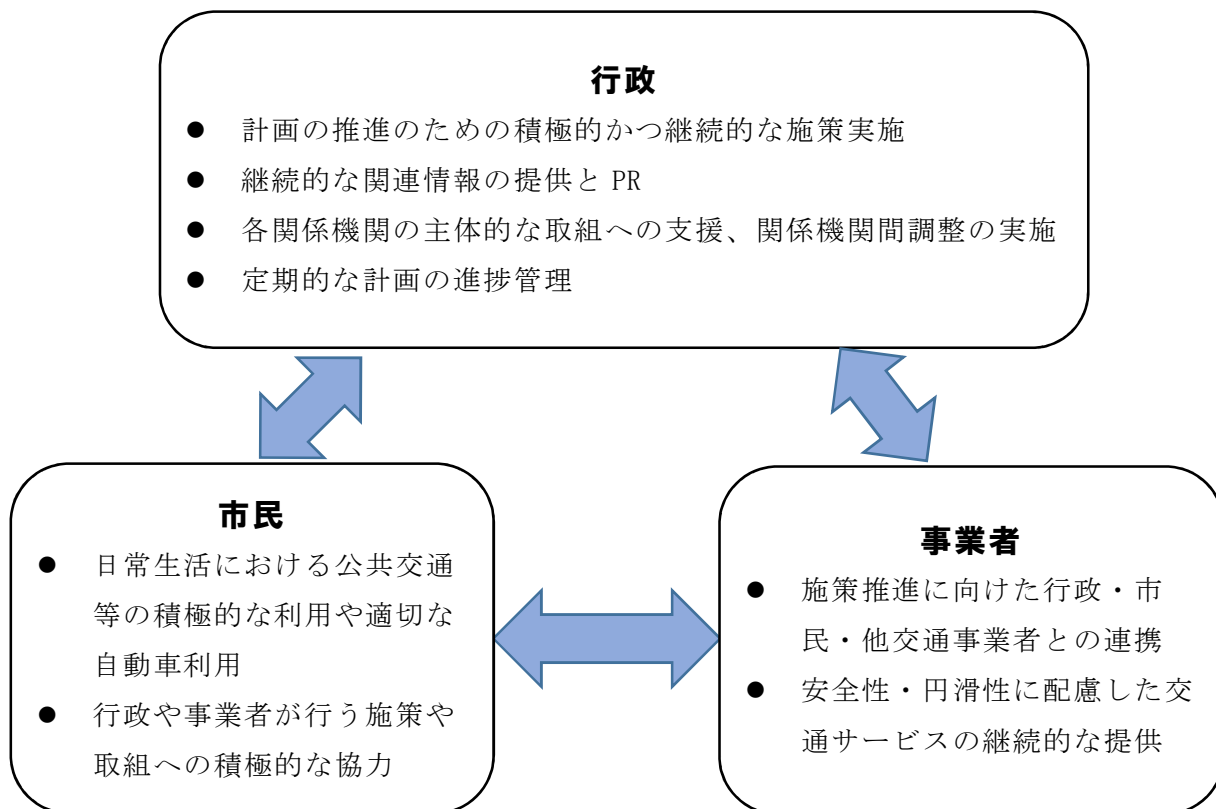 行政
● 計画の推進のための積極的かつ継続的な施策実施
● 継続的な関連情報の提供と PR
● 各関係機関の主体的な取組への支援、関係機関間調整の実施
● 定期的な計画の進捗管理
市民
● 日常生活における公共交通
等の積極的な利用や適切な
自動車利用
● 行政や事業者が行う施策や
取組への積極的な協力
事業者
● 施策推進に向けた行政・市
民・他交通事業者との連携
● 安全性・円滑性に配慮した交
通サービスの継続的な提供